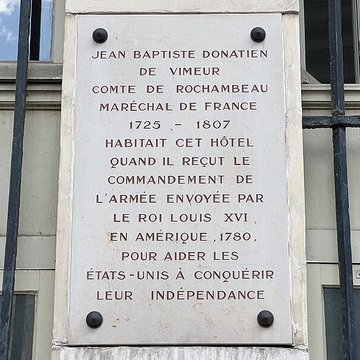 JEAN BAPTISTE DONATIEN
DE VIMEUR
COMTE DE ROCHAMBEAU
MARÉCHAL DE FRANCE
1725 - 1807
HABITAIT CET HÔTEL
QUAND IL REÇUT LE
COMMANDEMENT DE
L'ARMÉE ENVOYÉE PAR
LE ROI LOUIS XVI
EN AMÉRIQUE, 1780,
POUR AIDER LES
ÉTATS-UNIS À CONQUÉRIR
LEUR INDÉPENDANCE